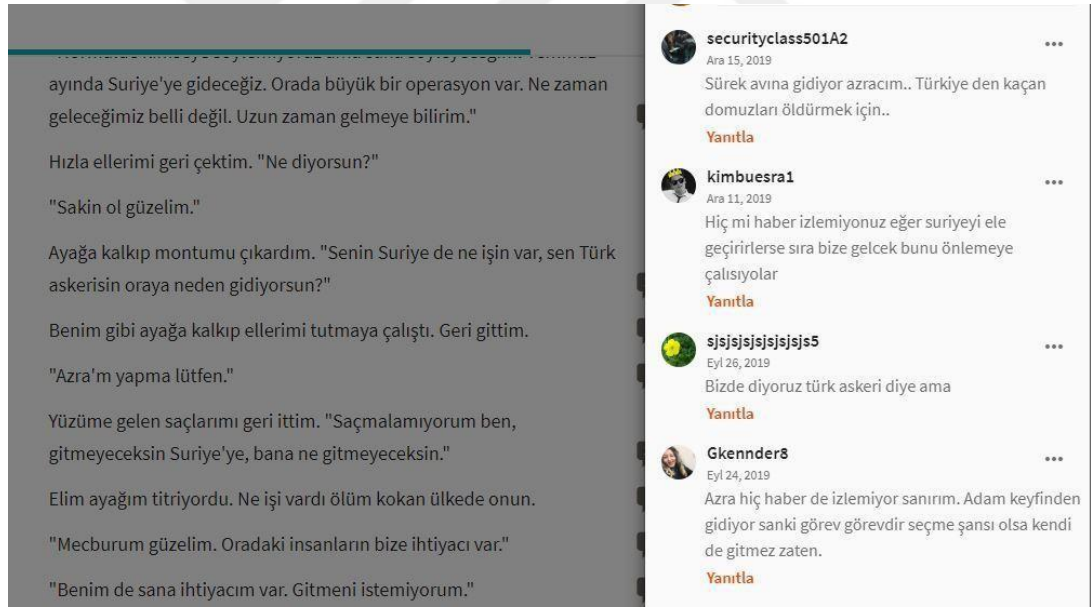 ayında Suriye'ye gideceğiz. Orada büyük bir operasyon var. Ne zaman
geleceğimiz belli değil. Uzun zaman gelmeye bilirim."
Hızla ellerimi geri çektim. "Ne diyorsun?"
"Sakin ol güzelim."
Ayağa kalkıp montumu çıkardım. "Senin Suriye de ne işin var, sen Türk
askerisin oraya neden gidiyorsun?"
Benim gibi ayağa kalkıp ellerimi tutmaya çalıştı. Geri gittim.
"Azra'm yapma lütfen."
Yüzüme gelen saçlarımı geri ittim. "Saçmalamıyorum ben,
gitmeyeceksin Suriye'ye, bana ne gitmeyeceksin."
Elim ayağım titriyordu. Ne işi vardı ölüm kokan ülkede onun.
"Mecburum güzelim. Oradaki insanların bize ihtiyacı var."
"Benim de sana ihtiyacım var. Gitmeni istemiyorum."
securityclass501A2
Ara 15, 2019
Sürek avına gidiyor azracım.. Türkiye den kaçan
domuzları öldürmek için..
Yanıtla
kimbuesra1
Ara 11, 2019
Hiç mi haber izlemiyonuz eğer suriyeyi ele
geçirirlerse sıra bize gelcek bunu önlemeye
çalısıyolar
Yanıtla
sjsjsjsjsjsjsjsjs5
Eyl 26, 2019
Bizde diyoruz türk askeri diye ama
Yanıtla
Gkennder8
Eyl 24, 2019
Azra hiç haber de izlemiyor sanırım. Adam keyfinden
gidiyor sanki görev görevdir seçme şansı olsa kendi
de gitmez zaten.
Yanıtla